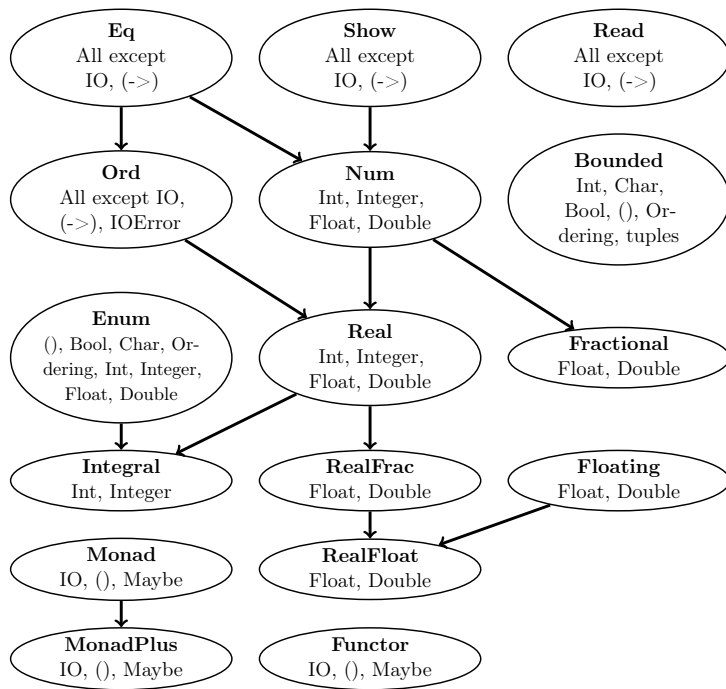 Eq
All except
IO, (->)
Show
All except
IO, (->)
Read
All except
IO, (->)
Ord
All except IO,
(->), IOError
Num
Int, Integer,
Float, Double
Bounded
Int, Char,
Bool, (), Or-
dering, tuples
Enum
(), Bool, Char, Or-
dering, Int, Integer,
Float, Double
Real
Int, Integer,
Float, Double
Fractional
Float, Double
Integral
Int, Integer
RealFrac
Float, Double
Floating
Float, Double
Monad
IO, (), Maybe
RealFloat
Float, Double
MonadPlus
IO, (), Maybe
Functor
IO, (), Maybe